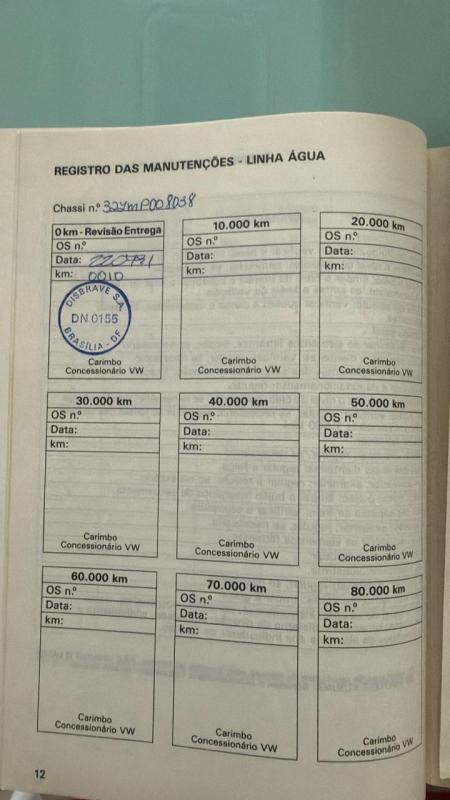 REGISTRO DAS MANUTENÇÕES - LINHA ÁGUA
Chassi n.º 32YMP008038
0 km - Revisão Entrega
OS n.º
Data: 220791
km: 0010
DISBRAVE S.A.
DN 0155
BRASÍLIA - DF
Carimbo
Concessionário VW
10.000 km
OS n.º
Data:
km:
Carimbo
Concessionário VW
20.000 km
OS n.º
Data:
km:
Carimbo
Concessionário VW
30.000 km
OS n.º
Data:
km:
Carimbo
Concessionário VW
40.000 km
OS n.º
Data:
km:
Carimbo
Concessionário VW
50.000 km
OS n.º
Data:
km:
Carimbo
Concessionário VW
60.000 km
OS n.º
Data:
km:
Carimbo
Concessionário VW
70.000 km
OS n.º
Data:
km:
Carimbo
Concessionário VW
80.000 km
OS n.º
Data:
km:
Carimbo
Concessionário VW
12